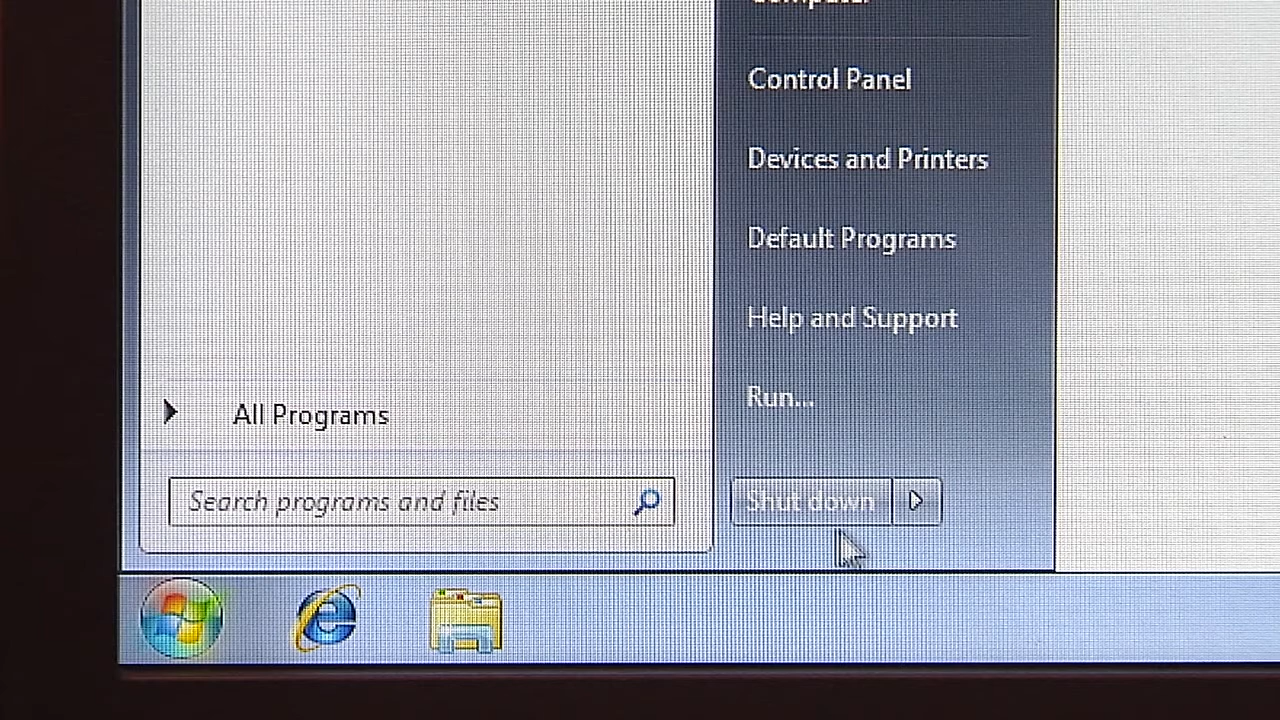 Computer
Control Panel
Devices and Printers
Default Programs
Help and Support
Run...
All Programs
Search programs and files
Shut down